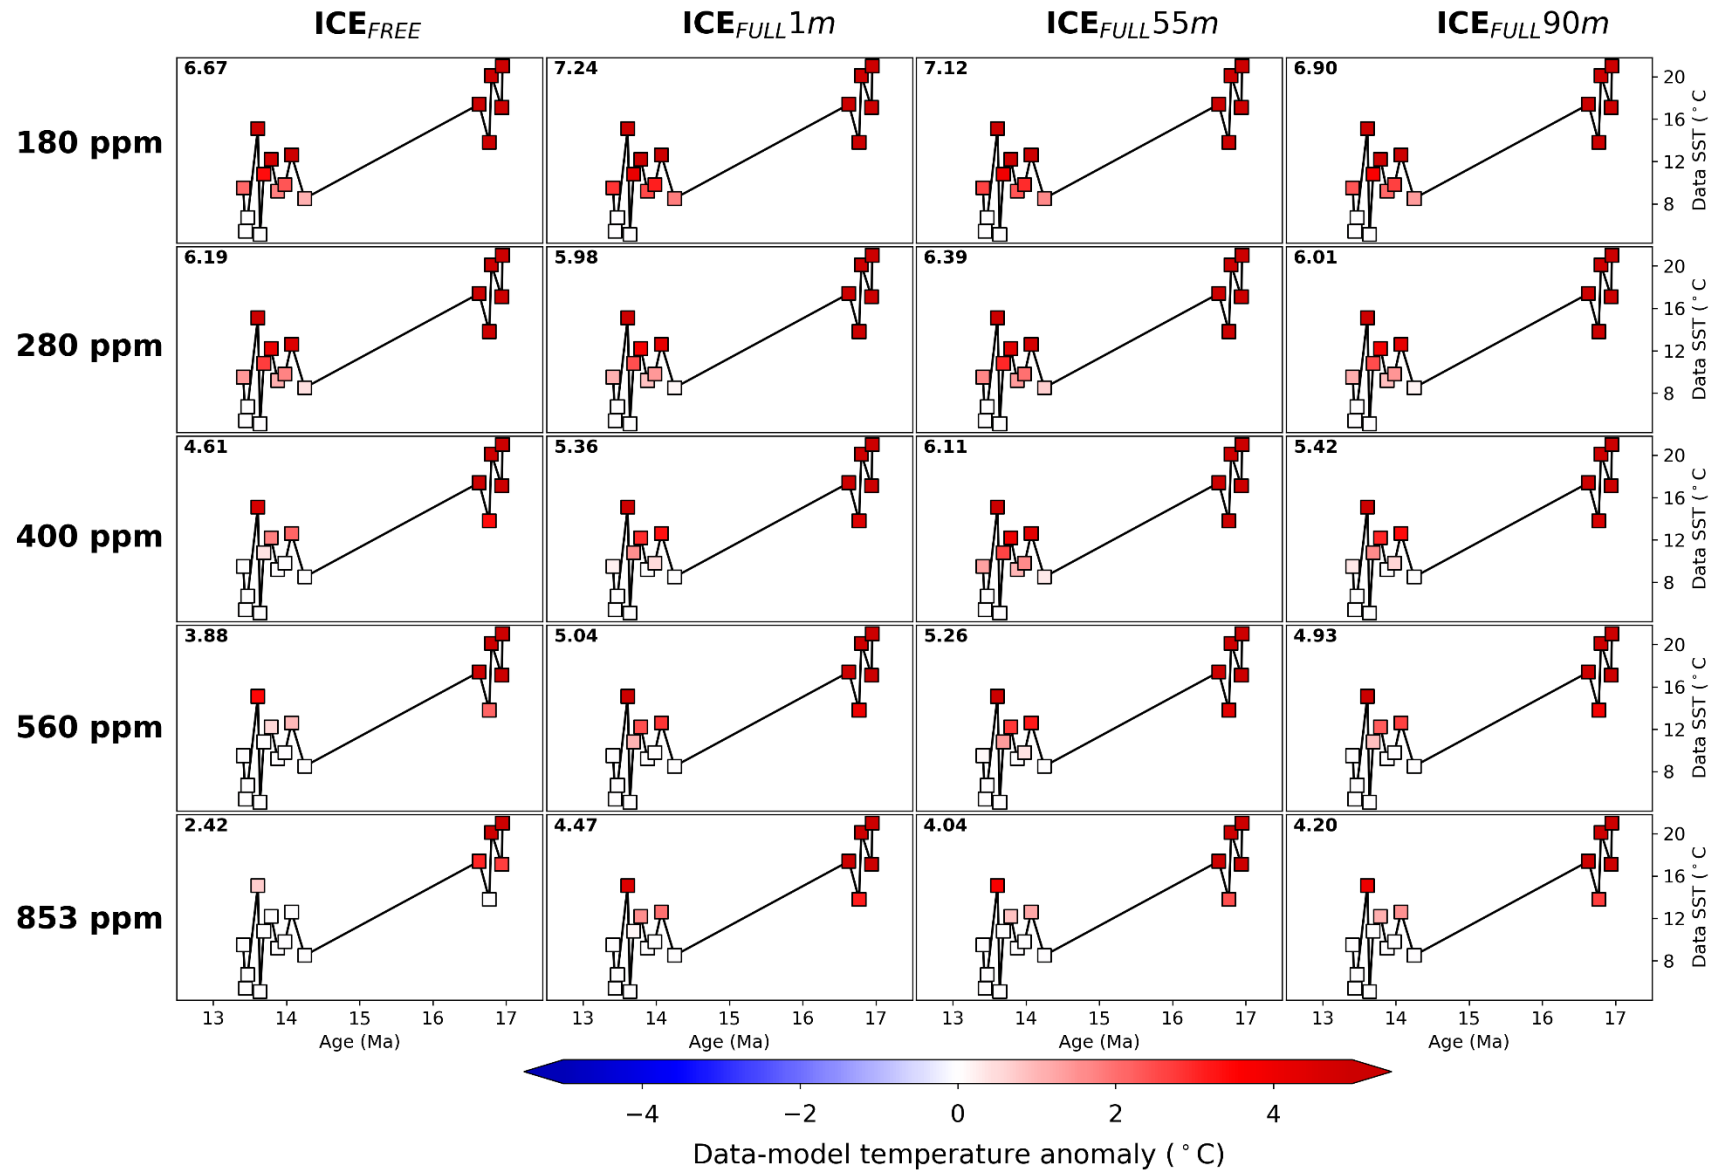 ICE_FREE ICE_FULL1m ICE_FULL55m ICE_FULL90m
180 ppm
6.67 7.24 7.12 6.90
20
16
12
8
Data SST (°C)
280 ppm
6.19 5.98 6.39 6.01
20
16
12
8
Data SST (°C)
400 ppm
4.61 5.36 6.11 5.42
20
16
12
8
Data SST (°C)
560 ppm
3.88 5.04 5.26 4.93
20
16
12
8
Data SST (°C)
853 ppm
2.42 4.47 4.04 4.20
20
16
12
8
Data SST (°C)
13 14 15 16 17 13 14 15 16 17 13 14 15 16 17 13 14 15 16 17
Age (Ma) Age (Ma) Age (Ma) Age (Ma)
−4 −2 0 2 4
Data-model temperature anomaly (°C)